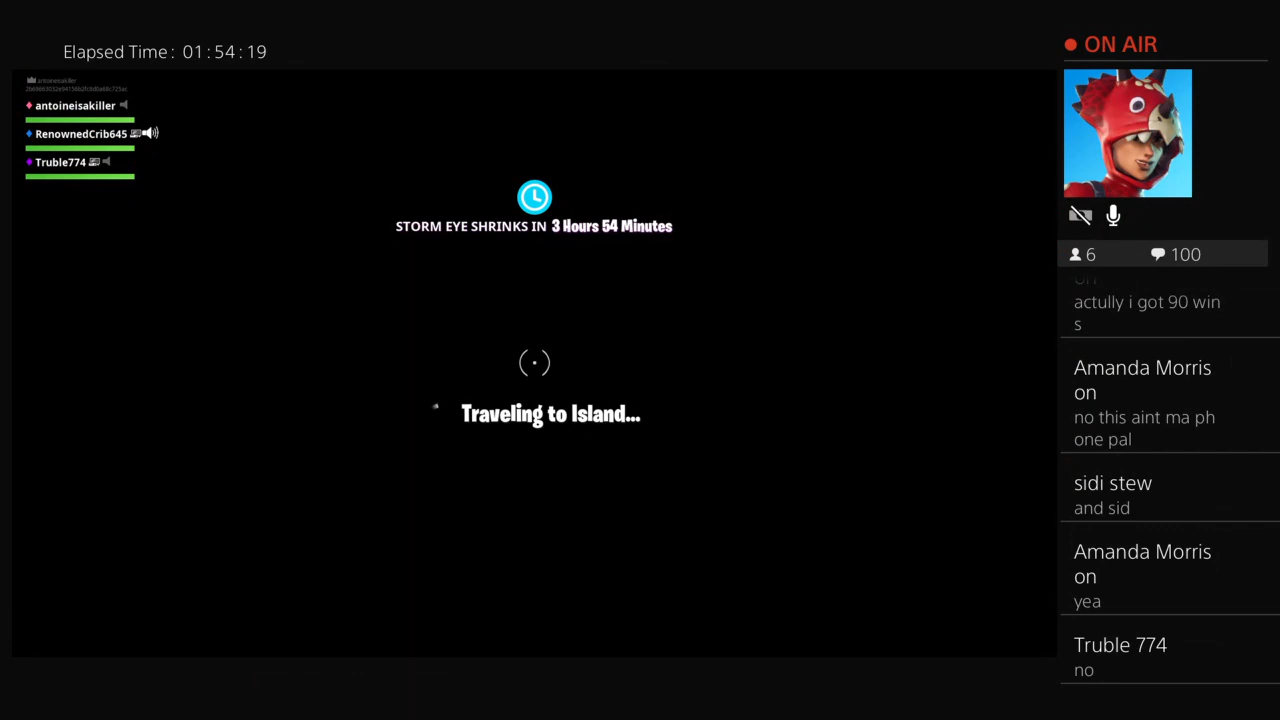 Elapsed Time: 01:54:19
ON AIR
antoineisakiller
antoineisakiller
RenownedCrib645
Truble774
STORM EYE SHRINKS IN 3 Hours 54 Minutes
Traveling to Island...
6
100
actully i got 90 win
s
Amanda Morris
on
no this aint ma ph
one pal
sidi stew
and sid
Amanda Morris
on
yea
Truble 774
no